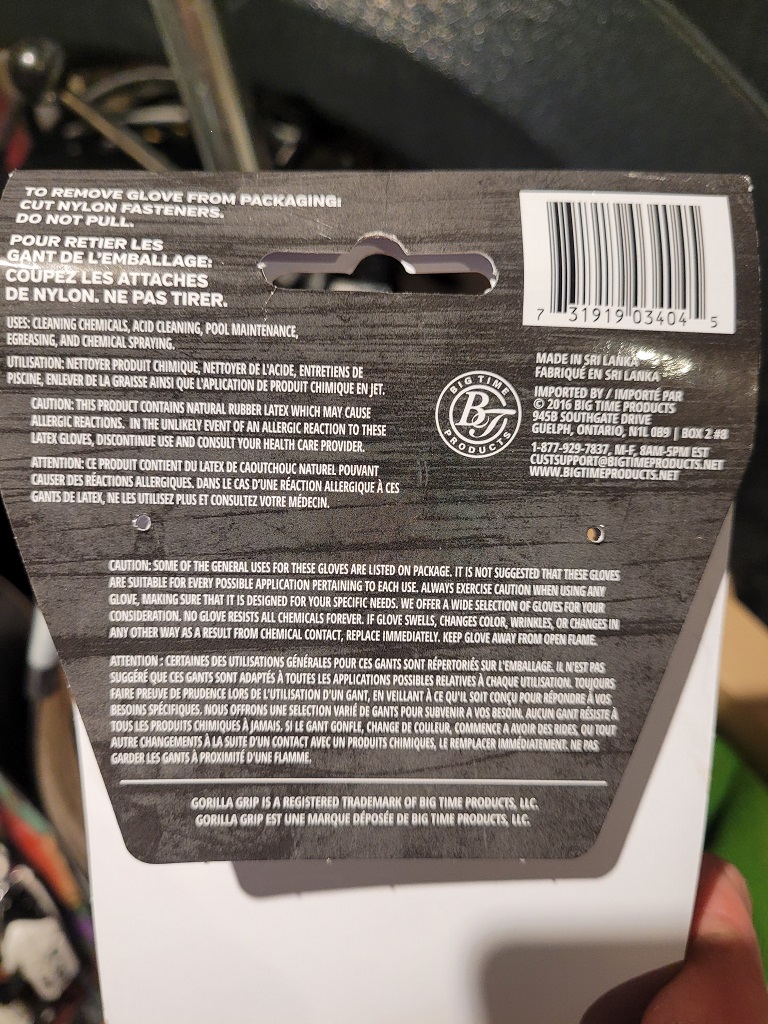 TO REMOVE GLOVE FROM PACKAGING:
CUT NYLON FASTENERS.
DO NOT PULL.
POUR RETIER LES
GANT DE L'EMBALLAGE:
COUPEZ LES ATTACHES
DE NYLON. NE PAS TIRER.
USES: CLEANING CHEMICALS, ACID CLEANING, POOL MAINTENANCE,
EGREASING, AND CHEMICAL SPRAYING.
UTILISATION: NETTOYER PRODUIT CHIMIQUE, NETTOYER DE L'ACIDE, ENTRETIENS DE
PISCINE, ENLEVER DE LA GRAISSE AINSI QUE L'APLICATION DE PRODUIT CHIMIQUE EN JET.
CAUTION: THIS PRODUCT CONTAINS NATURAL RUBBER LATEX WHICH MAY CAUSE
ALLERGIC REACTIONS. IN THE UNLIKELY EVENT OF AN ALLERGIC REACTION TO THESE
LATEX GLOVES, DISCONTINUE USE AND CONSULT YOUR HEALTH CARE PROVIDER.
ATTENTION: CE PRODUIT CONTIENT DU LATEX DE CAOUTCHOUC NATUREL POUVANT
CAUSER DES RÉACTIONS ALLERGIQUES. DANS LE CAS D'UNE RÉACTION ALLERGIQUE À CES
GANTS DE LATEX, NE LES UTILISEZ PLUS ET CONSULTEZ VOTRE MÉDECIN.
7 31919 03404 5
MADE IN SRI LANKA
FABRIQUÉ EN SRI LANKA
IMPORTED BY / IMPORTÉ PAR
© 2016 BIG TIME PRODUCTS
945B SOUTHGATE DRIVE
GUELPH, ONTARIO, N1L 0B9 | BOX 2 #8
1-877-929-7837, M-F, 8AM-5PM EST
CUSTSUPPORT@BIGTIMEPRODUCTS.NET
WWW.BIGTIMEPRODUCTS.NET
BIG TIME
BT
PRODUCTS
CAUTION: SOME OF THE GENERAL USES FOR THESE GLOVES ARE LISTED ON PACKAGE. IT IS NOT SUGGESTED THAT THESE GLOVES
ARE SUITABLE FOR EVERY POSSIBLE APPLICATION PERTAINING TO EACH USE. ALWAYS EXERCISE CAUTION WHEN USING ANY
GLOVE, MAKING SURE THAT IT IS DESIGNED FOR YOUR SPECIFIC NEEDS. WE OFFER A WIDE SELECTION OF GLOVES FOR YOUR
CONSIDERATION. NO GLOVE RESISTS ALL CHEMICALS FOREVER. IF GLOVE SWELLS, CHANGES COLOR, WRINKLES, OR CHANGES IN
ANY OTHER WAY AS A RESULT FROM CHEMICAL CONTACT, REPLACE IMMEDIATELY. KEEP GLOVE AWAY FROM OPEN FLAME.
ATTENTION : CERTAINES DES UTILISATIONS GÉNÉRALES POUR CES GANTS SONT RÉPERTORIÉS SUR L'EMBALLAGE. IL N'EST PAS
SUGGÉRÉ QUE CES GANTS SONT ADAPTÉS À TOUTES LES APPLICATIONS POSSIBLES RELATIVES À CHAQUE UTILISATION. TOUJOURS
FAIRE PREUVE DE PRUDENCE LORS DE L'UTILISATION D'UN GANT, EN VEILLANT À CE QU'IL SOIT CONÇU POUR RÉPONDRE À VOS
BESOINS SPÉCIFIQUES. NOUS OFFRONS UNE SELECTION VARIÉ DE GANTS POUR SUBVENIR A VOS BESOIN. AUCUN GANT RÉSISTE À
TOUS LES PRODUITS CHIMIQUES À JAMAIS. SI LE GANT GONFLE, CHANGE DE COULEUR, COMMENCE A AVOIR DES RIDES, OU TOUT
AUTRE CHANGEMENTS À LA SUITE D'UN CONTACT AVEC UN PRODUITS CHIMIQUES, LE REMPLACER IMMÉDIATEMENT. NE PAS
GARDER LES GANTS À PROXIMITÉ D'UNE FLAMME.
GORILLA GRIP IS A REGISTERED TRADEMARK OF BIG TIME PRODUCTS, LLC.
GORILLA GRIP EST UNE MARQUE DÉPOSÉE DE BIG TIME PRODUCTS, LLC.